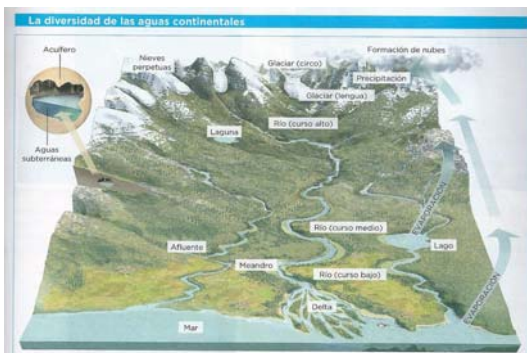 La diversidad de las aguas continentales
Acuífero
Nieves
perpetuas
Glaciar (circo)
Formación de nubes
Precipitación
Glaciar (lengua)
Río (curso alto)
Laguna
Aguas
subterráneas
EVAPORACIÓN
Río (curso medio)
Afluente
Lago
Meandro
Río (curso bajo)
EVAPORACIÓN
Delta
Mar